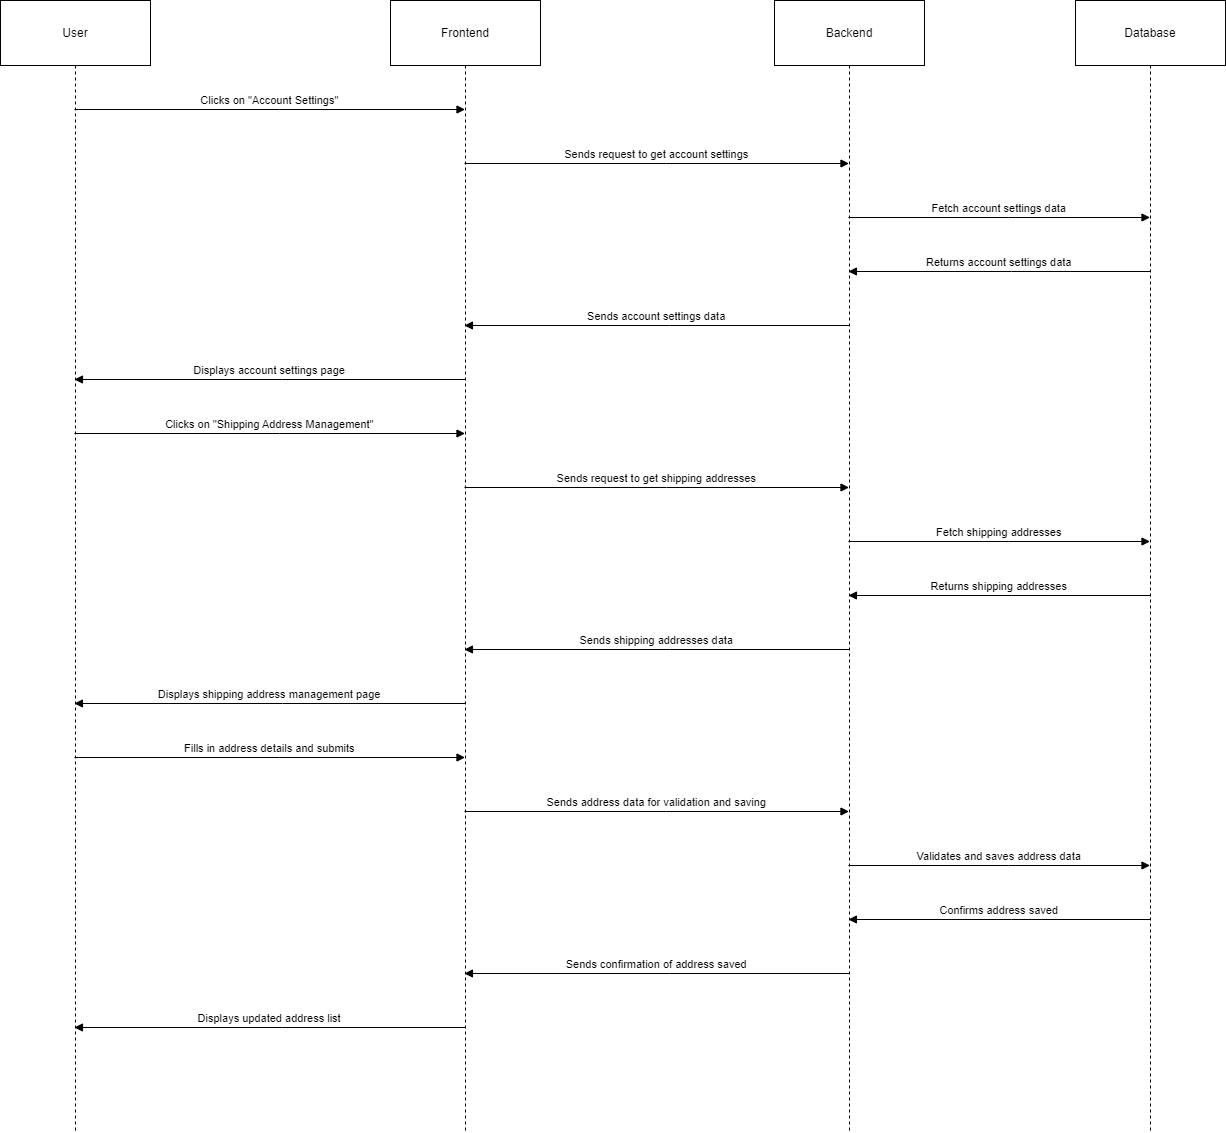 User
Frontend
Backend
Database
Clicks on "Account Settings"
Sends request to get account settings
Fetch account settings data
Returns account settings data
Sends account settings data
Displays account settings page
Clicks on "Shipping Address Management"
Sends request to get shipping addresses
Fetch shipping addresses
Returns shipping addresses
Sends shipping addresses data
Displays shipping address management page
Fills in address details and submits
Sends address data for validation and saving
Validates and saves address data
Confirms address saved
Sends confirmation of address saved
Displays updated address list